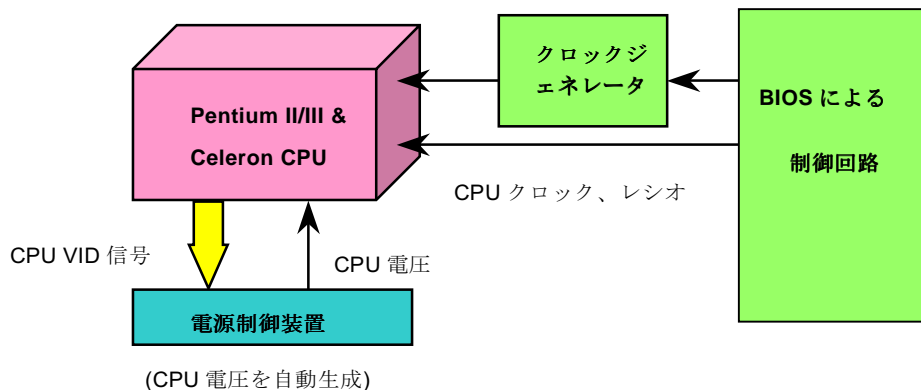 クロックジ
ェネレータ
BIOS による
制御回路
Pentium II/III &
Celeron CPU
CPU クロック、レシオ
CPU VID 信号
CPU 電圧
電源制御装置
(CPU 電圧を自動生成)